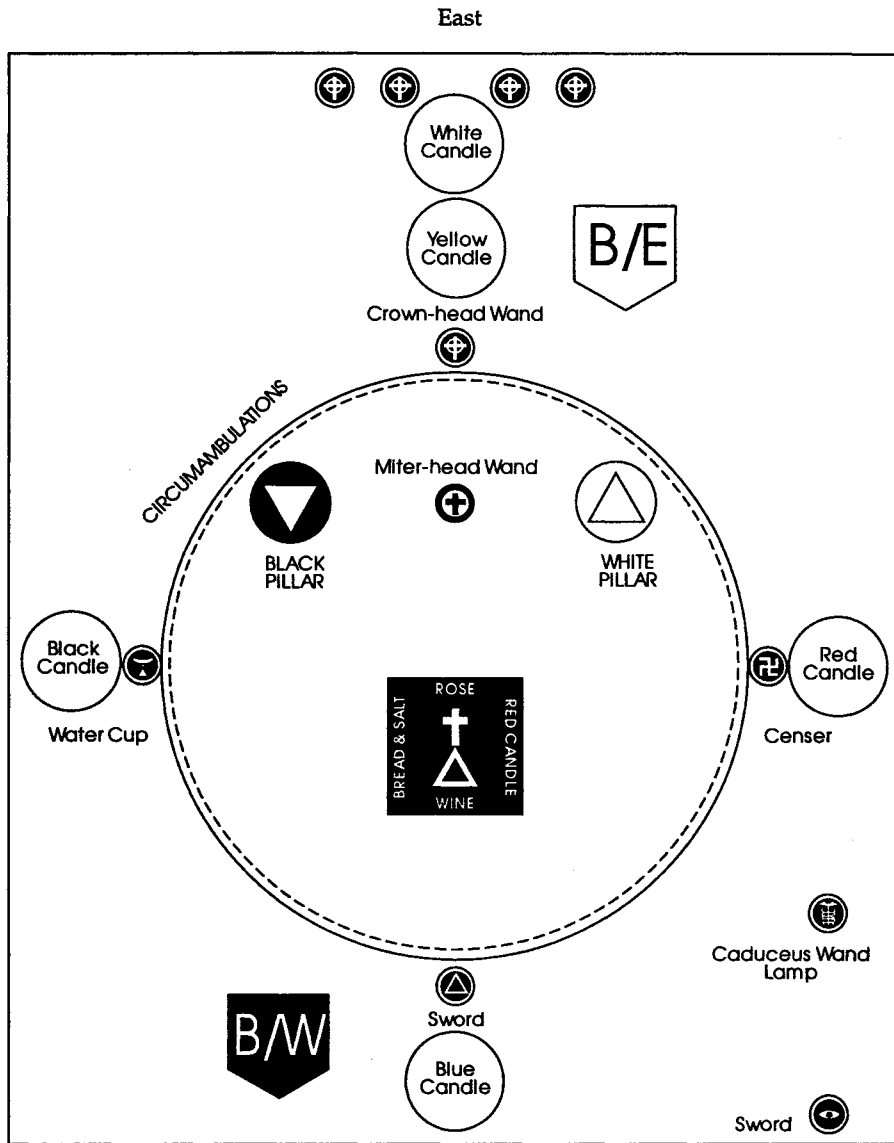 East
White
Candle
Yellow
Candle
B/E
Crown-head Wand
CIRCUMAMBULATIONS
Miter-head Wand
BLACK
PILLAR
WHITE
PILLAR
Black
Candle
Red
Candle
Water Cup
Censer
ROSE
BREAD & SALT
RED CANDLE
WINE
Caduceus Wand
Lamp
B/W
Sword
Blue
Candle
Sword